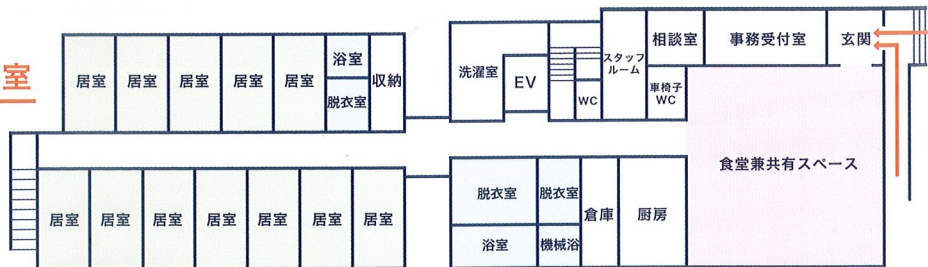 室
居室
居室
居室
居室
居室
浴室
脱衣室
収納
洗濯室
EV
WC
スタッフ
ルーム
相談室
車椅子
WC
事務受付室
玄関
食堂兼共有スペース
居室
居室
居室
居室
居室
居室
居室
脱衣室
浴室
脱衣室
機械浴
倉庫
厨房